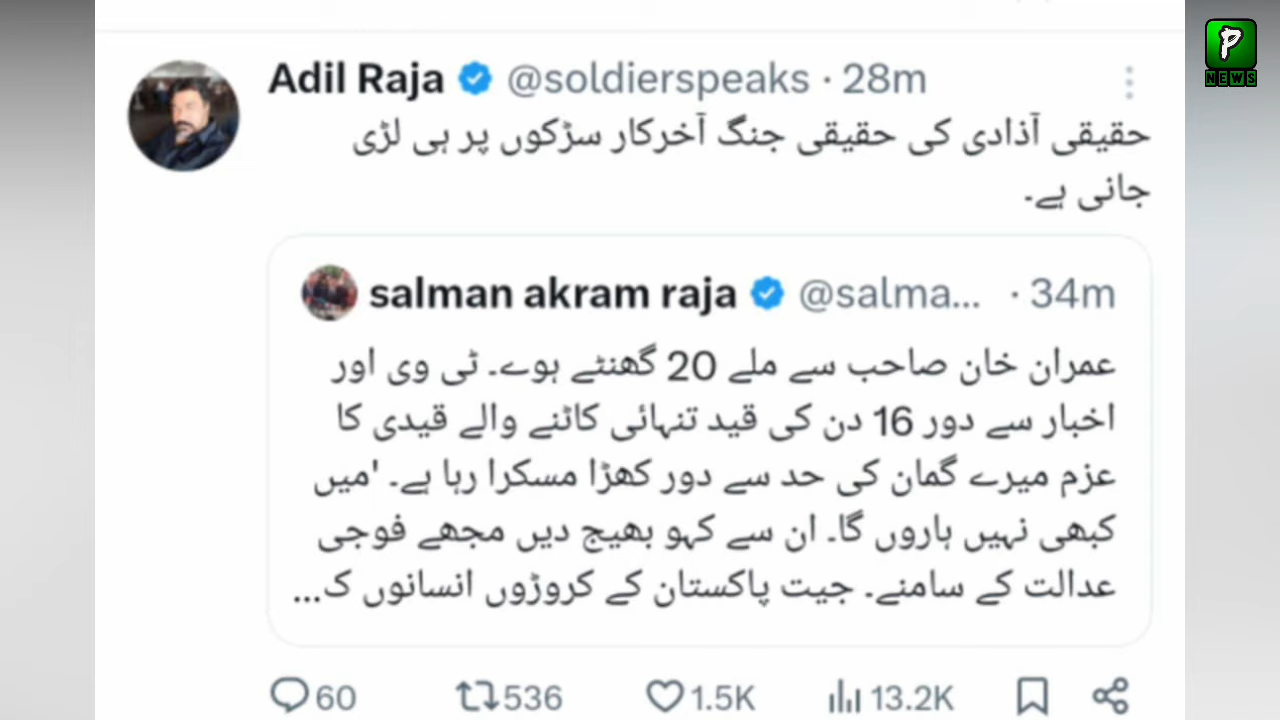 P
NEWS
Adil Raja @soldierspeaks · 28m
حقیقی آذادی کی حقیقی جنگ آخرکار سڑکوں پر ہی لڑی
جانی ہے۔
salman akram raja @salma... · 34m
عمران خان صاحب سے ملے 20 گھنٹے ہوے۔ ٹی وی اور
اخبار سے دور 16 دن کی قید تنہائی کاٹنے والے قیدی کا
عزم میرے گمان کی حد سے دور کھڑا مسکرا رہا ہے۔ 'میں
کبھی نہیں ہاروں گا۔ ان سے کہو بھیج دیں مجھے فوجی
عدالت کے سامنے۔ جیت پاکستان کے کروڑوں انسانوں ک...
60 536 1.5K 13.2K